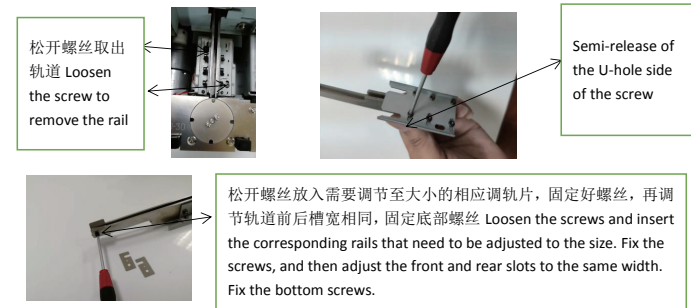 松开螺丝取出
轨道 Loosen
the screw to
remove the rail
Semi-release of
the U-hole side
of the screw
松开螺丝放入需要调节至大小的相应调轨片，固定好螺丝，再调
节轨道前后槽宽相同，固定底部螺丝 Loosen the screws and insert
the corresponding rails that need to be adjusted to the size. Fix the
screws, and then adjust the front and rear slots to the same width.
Fix the bottom screws.